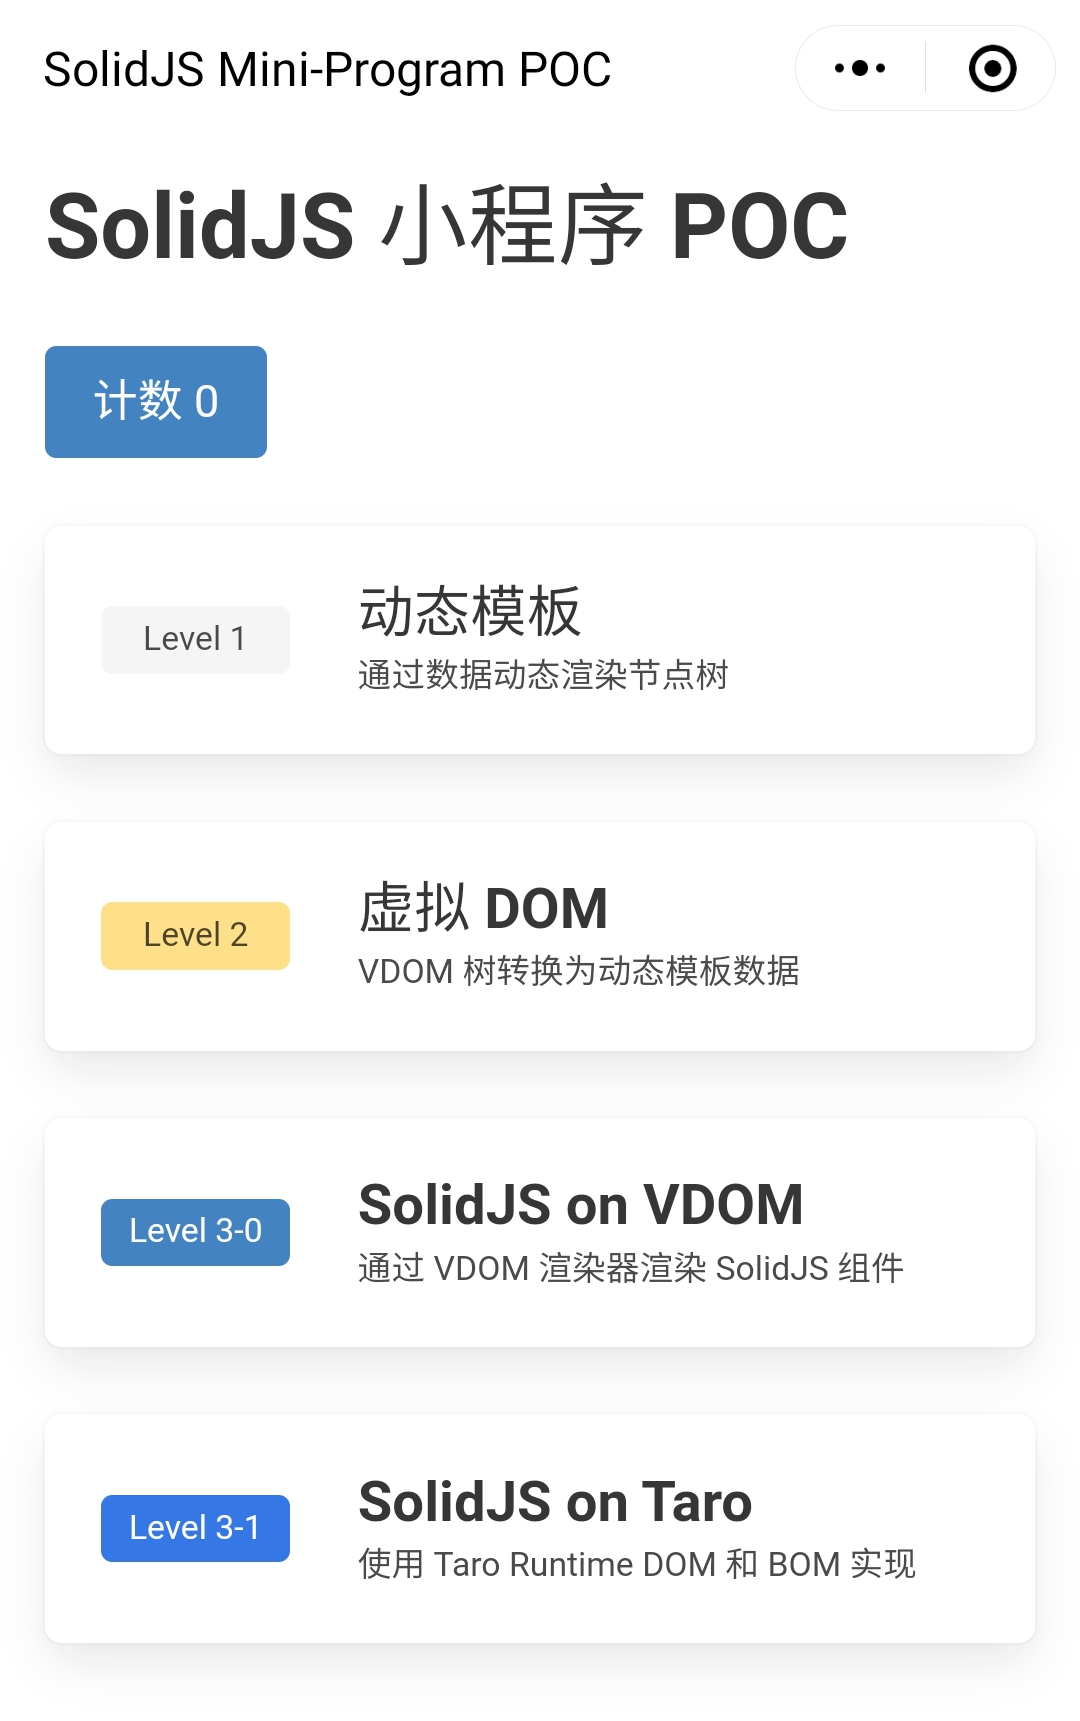 SolidJS Mini-Program POC
SolidJS 小程序 POC
计数 0
Level 1
动态模板
通过数据动态渲染节点树
Level 2
虚拟 DOM
VDOM 树转换为动态模板数据
Level 3-0
SolidJS on VDOM
通过 VDOM 渲染器渲染 SolidJS 组件
Level 3-1
SolidJS on Taro
使用 Taro Runtime DOM 和 BOM 实现